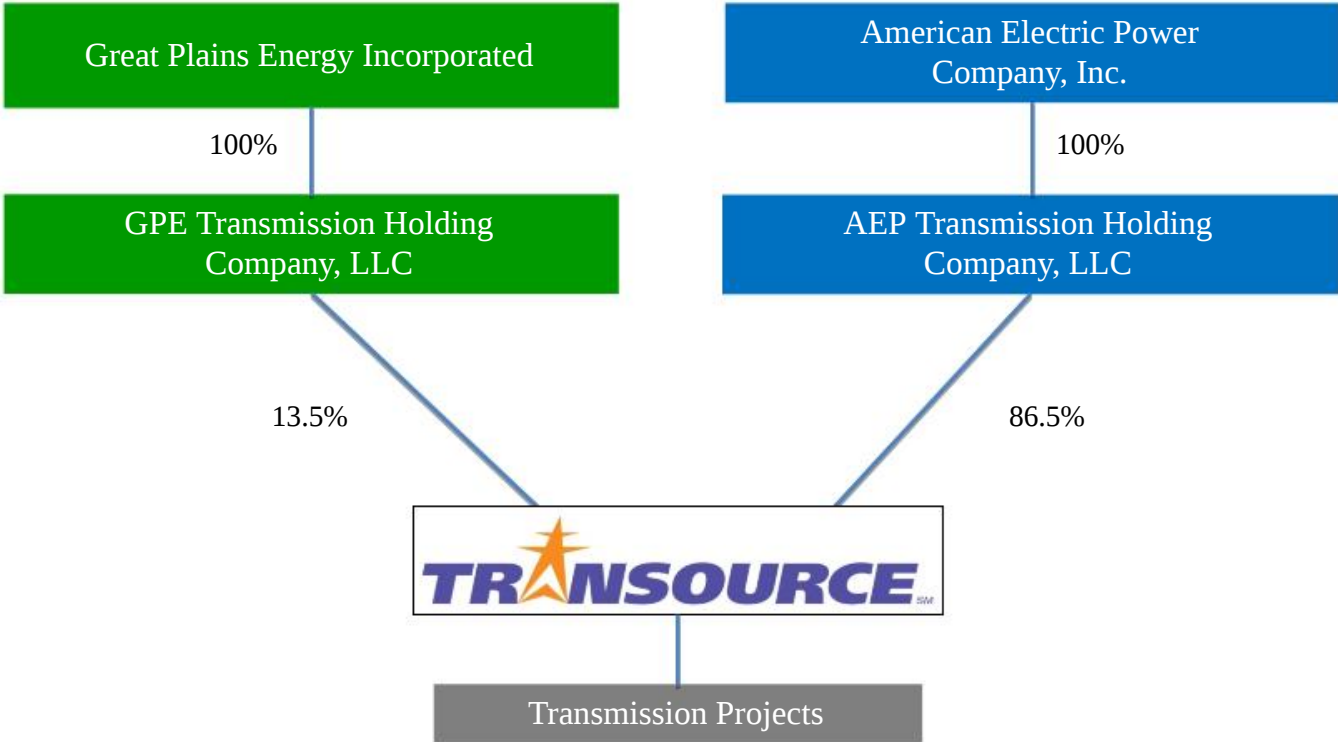 Great Plains Energy Incorporated
American Electric Power
Company, Inc.
100%
100%
GPE Transmission Holding
Company, LLC
AEP Transmission Holding
Company, LLC
13.5%
86.5%
TRANSOURCE SM
Transmission Projects